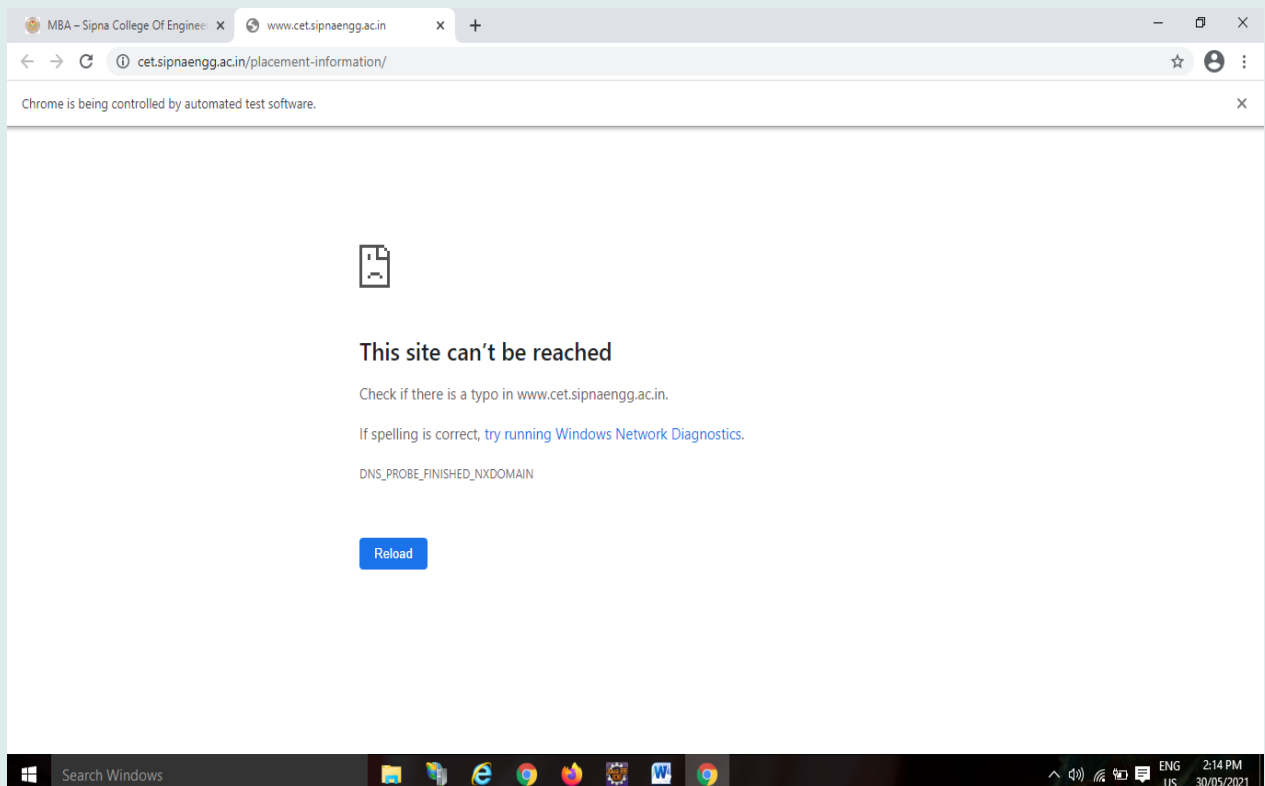 MBA – Sipna College Of Engineer
www.cet.sipnaengg.ac.in
cet.sipnaengg.ac.in/placement-information/
Chrome is being controlled by automated test software.
This site can't be reached
Check if there is a typo in www.cet.sipnaengg.ac.in.
If spelling is correct, try running Windows Network Diagnostics.
DNS_PROBE_FINISHED_NXDOMAIN
Reload
Search Windows
ENG
US
2:14 PM
30/05/2021